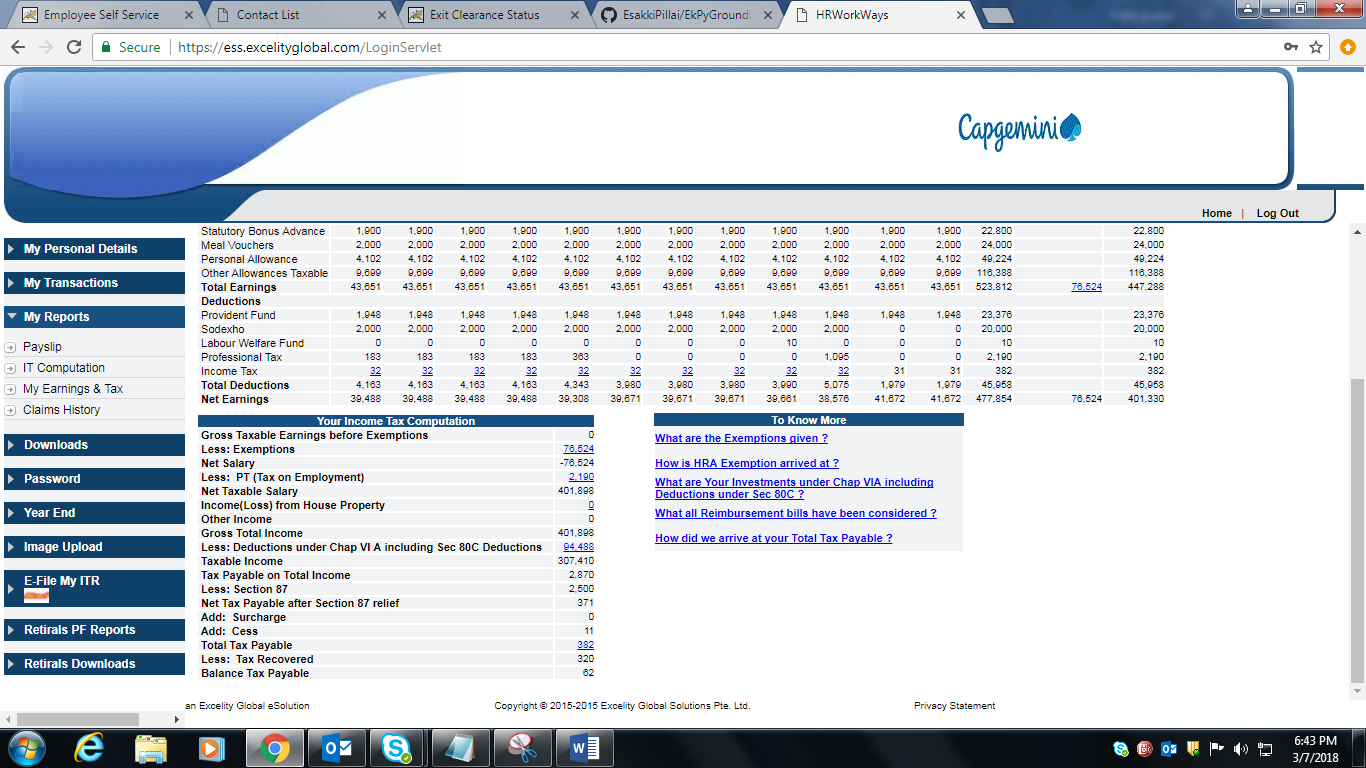 Employee Self Service
Contact List
Exit Clearance Status
EsakkiPillai/EkPyGround
HRWorkWays
Secure
https://ess.excelityglobal.com/LoginServlet
Capgemini
Home | Log Out
My Personal Details
My Transactions
My Reports
Payslip
IT Computation
My Earnings & Tax
Claims History
Downloads
Password
Year End
Image Upload
E-File My ITR
Retirals PF Reports
Retirals Downloads
Statutory Bonus Advance 1,900 1,900 1,900 1,900 1,900 1,900 1,900 1,900 1,900 1,900 1,900 1,900 22,800 22,800
Meal Vouchers 2,000 2,000 2,000 2,000 2,000 2,000 2,000 2,000 2,000 2,000 2,000 2,000 24,000 24,000
Personal Allowance 4,102 4,102 4,102 4,102 4,102 4,102 4,102 4,102 4,102 4,102 4,102 4,102 49,224 49,224
Other Allowances Taxable 9,699 9,699 9,699 9,699 9,699 9,699 9,699 9,699 9,699 9,699 9,699 9,699 116,388 116,388
Total Earnings 43,651 43,651 43,651 43,651 43,651 43,651 43,651 43,651 43,651 43,651 43,651 43,651 523,812 76,524 447,288
Deductions
Provident Fund 1,948 1,948 1,948 1,948 1,948 1,948 1,948 1,948 1,948 1,948 1,948 1,948 23,376 23,376
Sodexho 2,000 2,000 2,000 2,000 2,000 2,000 2,000 2,000 2,000 2,000 0 0 20,000 20,000
Labour Welfare Fund 0 0 0 0 0 0 0 0 10 0 0 0 10 10
Professional Tax 183 183 183 183 363 0 0 0 0 1,095 0 0 2,190 2,190
Income Tax 32 32 32 32 32 32 32 32 32 32 31 31 382 382
Total Deductions 4,163 4,163 4,163 4,163 4,343 3,980 3,980 3,980 3,990 5,075 1,979 1,979 45,958 45,958
Net Earnings 39,488 39,488 39,488 39,488 39,308 39,671 39,671 39,671 39,661 38,576 41,672 41,672 477,854 76,524 401,330
Your Income Tax Computation
Gross Taxable Earnings before Exemptions 0
Less: Exemptions 76,524
Net Salary -76,524
Less: PT (Tax on Employment) 2,190
Net Taxable Salary 401,898
Income(Loss) from House Property 0
Other Income 0
Gross Total Income 401,898
Less: Deductions under Chap VI A including Sec 80C Deductions 94,488
Taxable Income 307,410
Tax Payable on Total Income 2,870
Less: Section 87 2,500
Net Tax Payable after Section 87 relief 371
Add: Surcharge 0
Add: Cess 11
Total Tax Payable 382
Less: Tax Recovered 320
Balance Tax Payable 62
To Know More
What are the Exemptions given ?
How is HRA Exemption arrived at ?
What are Your Investments under Chap VIA including
Deductions under Sec 80C ?
What all Reimbursement bills have been considered ?
How did we arrive at your Total Tax Payable ?
an Excelity Global eSolution
Copyright © 2015-2015 Excelity Global Solutions Pte. Ltd.
Privacy Statement
6:43 PM
3/7/2018